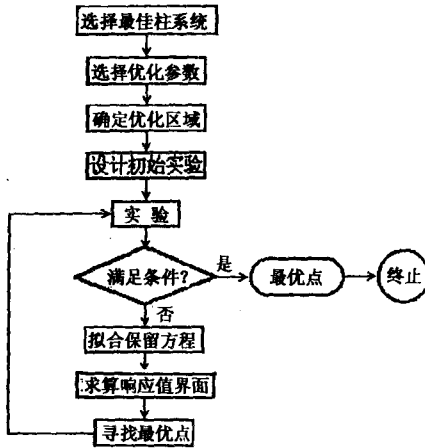 选择最佳柱系统
选择优化参数
确定优化区域
设计初始实验
实 验
满足条件？
是
最优点
终止
否
拟合保留方程
求算响应值界面
寻找最优点